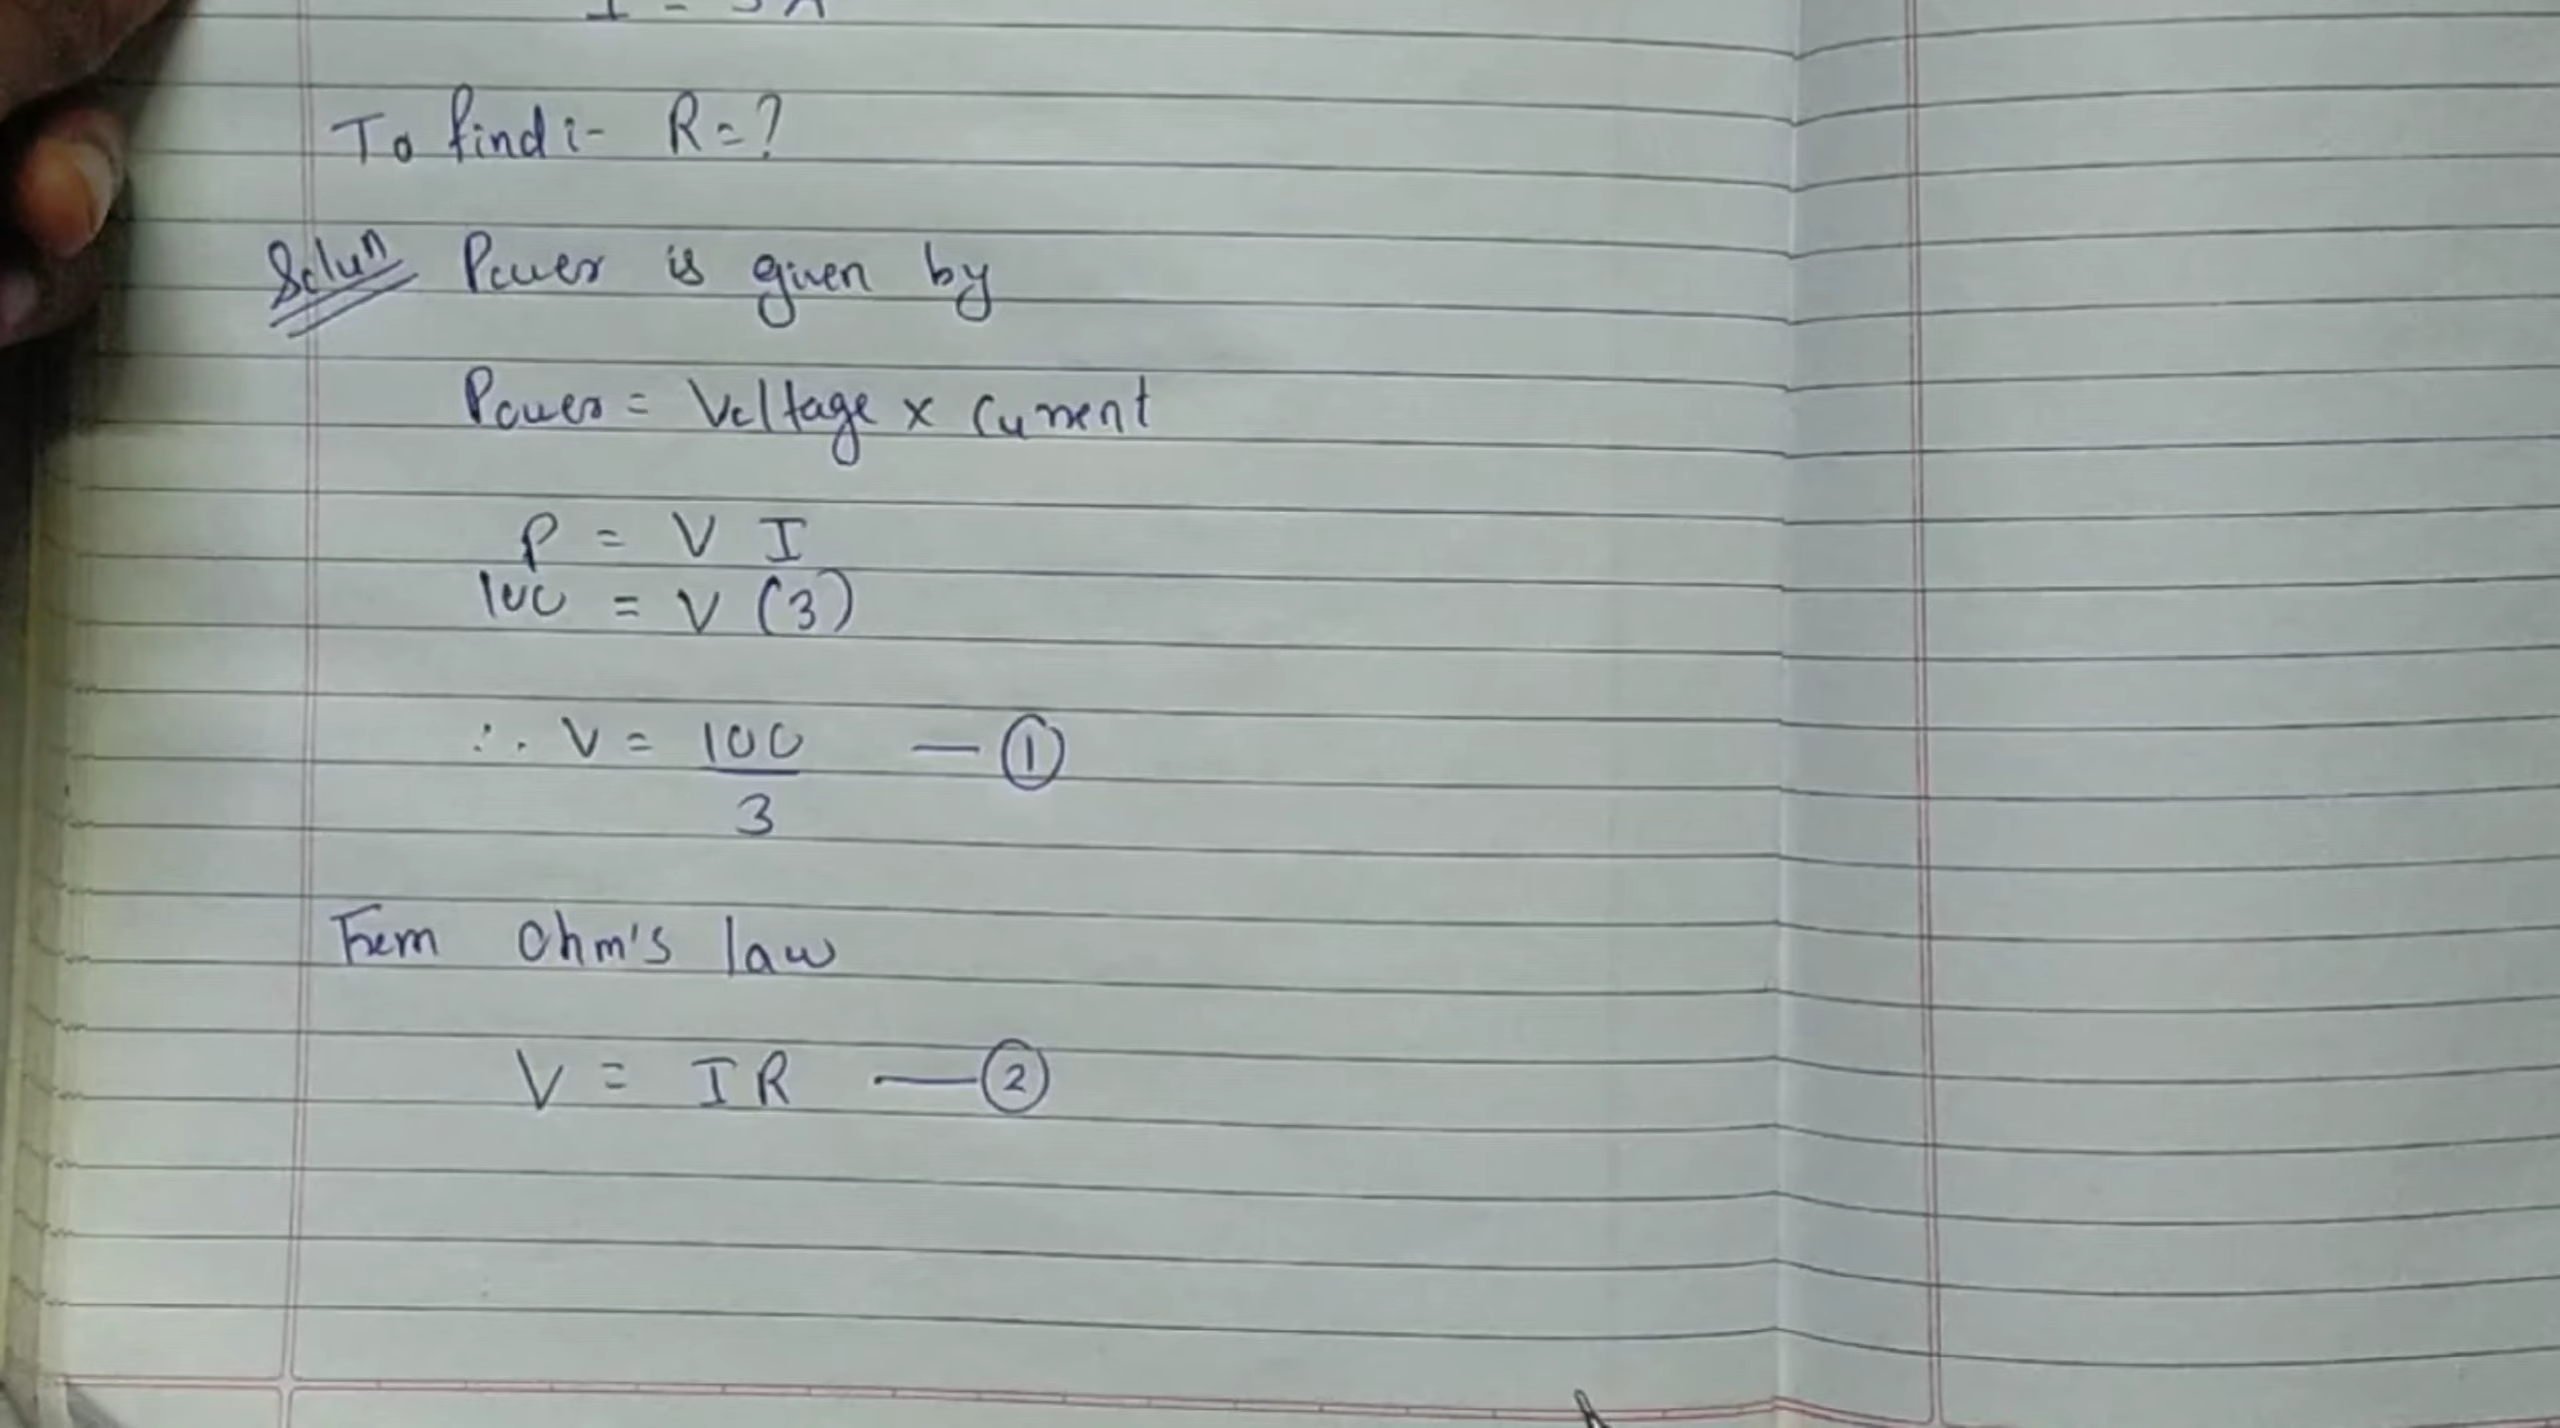 I = 3A
To find :- R = ?
Solun Power is given by
Power = Voltage x Current
P = V I
100 = V (3)
∴ V = 100 — ①
3
From Ohm's law
V = IR — ②